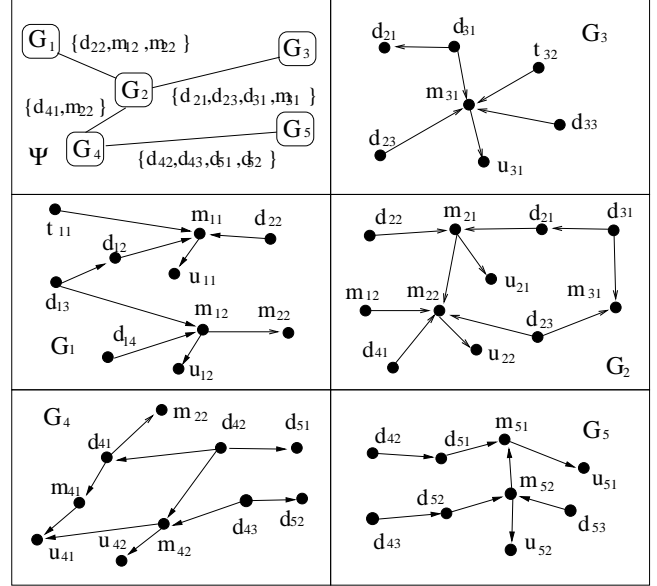 G1 {d22,m12,m22} G3
G2
{d41,m22} {d21,d23,d31,m31}
G5
Ψ G4
{d42,d43,d51,d52}
d21 d31 G3
t32
m31
d33
d23
u31
t11 m11 d22
d12
u11
d13 m12 m22
G1 d14
u12
d22 m21 d21 d31
u21
m12 m22 m31
d23
d41 u22
G2
G4 m22
d41 d42 d51
m41
d52
d43
u41 u42 m42
m51 G5
d42 d51
u51
m52
d52
d53
d43
u52